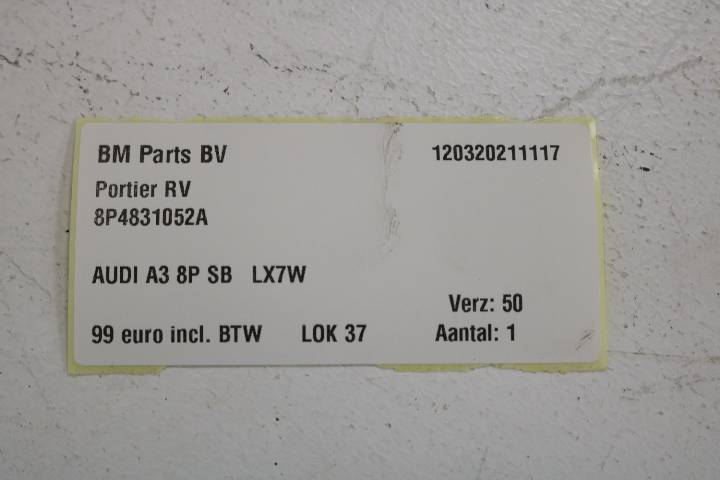 BM Parts BV 120320211117
Portier RV
8P4831052A
AUDI A3 8P SB LX7W
Verz: 50
99 euro incl. BTW LOK 37 Aantal: 1